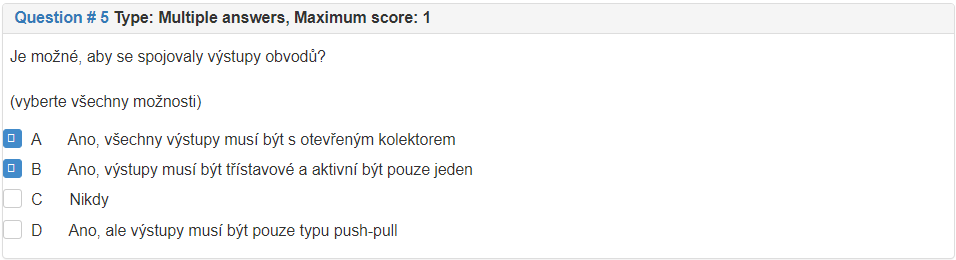 Question # 5 Type: Multiple answers, Maximum score: 1
Je možné, aby se spojovaly výstupy obvodů?
(vyberte všechny možnosti)
A Ano, všechny výstupy musí být s otevřeným kolektorem
B Ano, výstupy musí být třístavové a aktivní být pouze jeden
C Nikdy
D Ano, ale výstupy musí být pouze typu push-pull